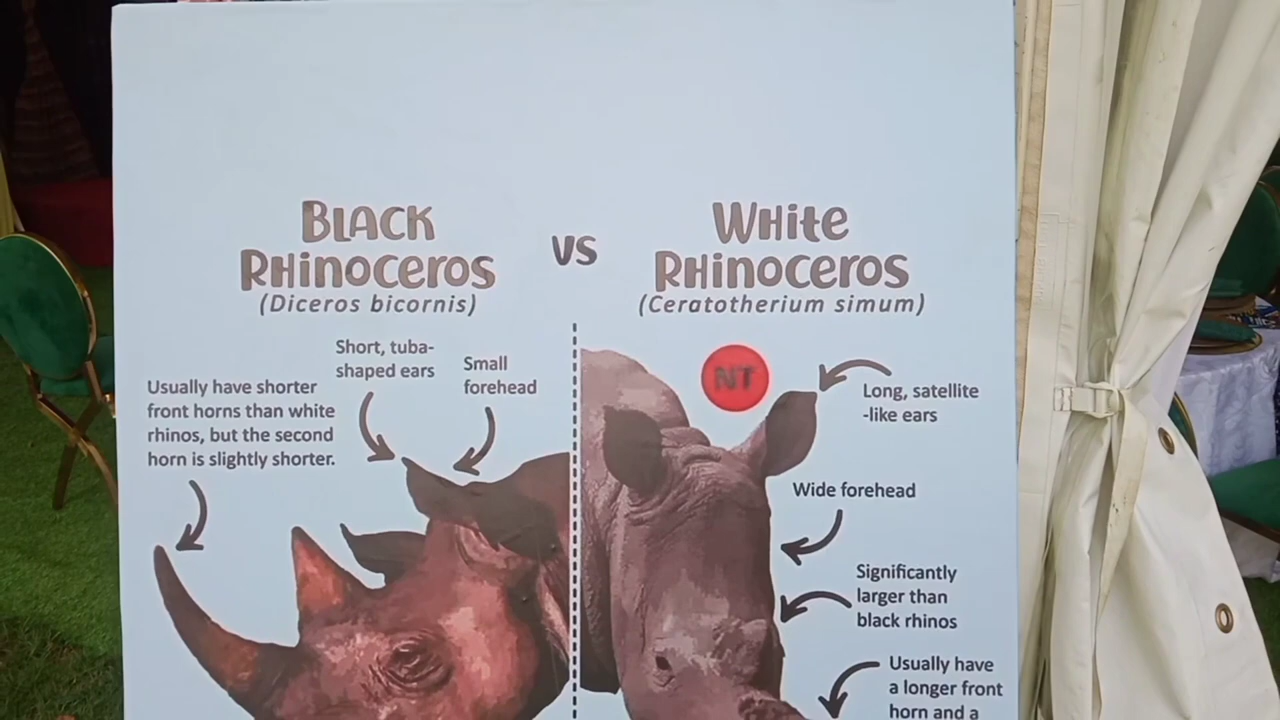 BLACK
RHINOCEROS
(Diceros bicornis)
VS
WHITE
RHINOCEROS
(Ceratotherium simum)
Short, tuba-
shaped ears
Small
forehead
Usually have shorter
front horns than white
rhinos, but the second
horn is slightly shorter.
NT
Long, satellite
-like ears
Wide forehead
Significantly
larger than
black rhinos
Usually have
a longer front
horn and a